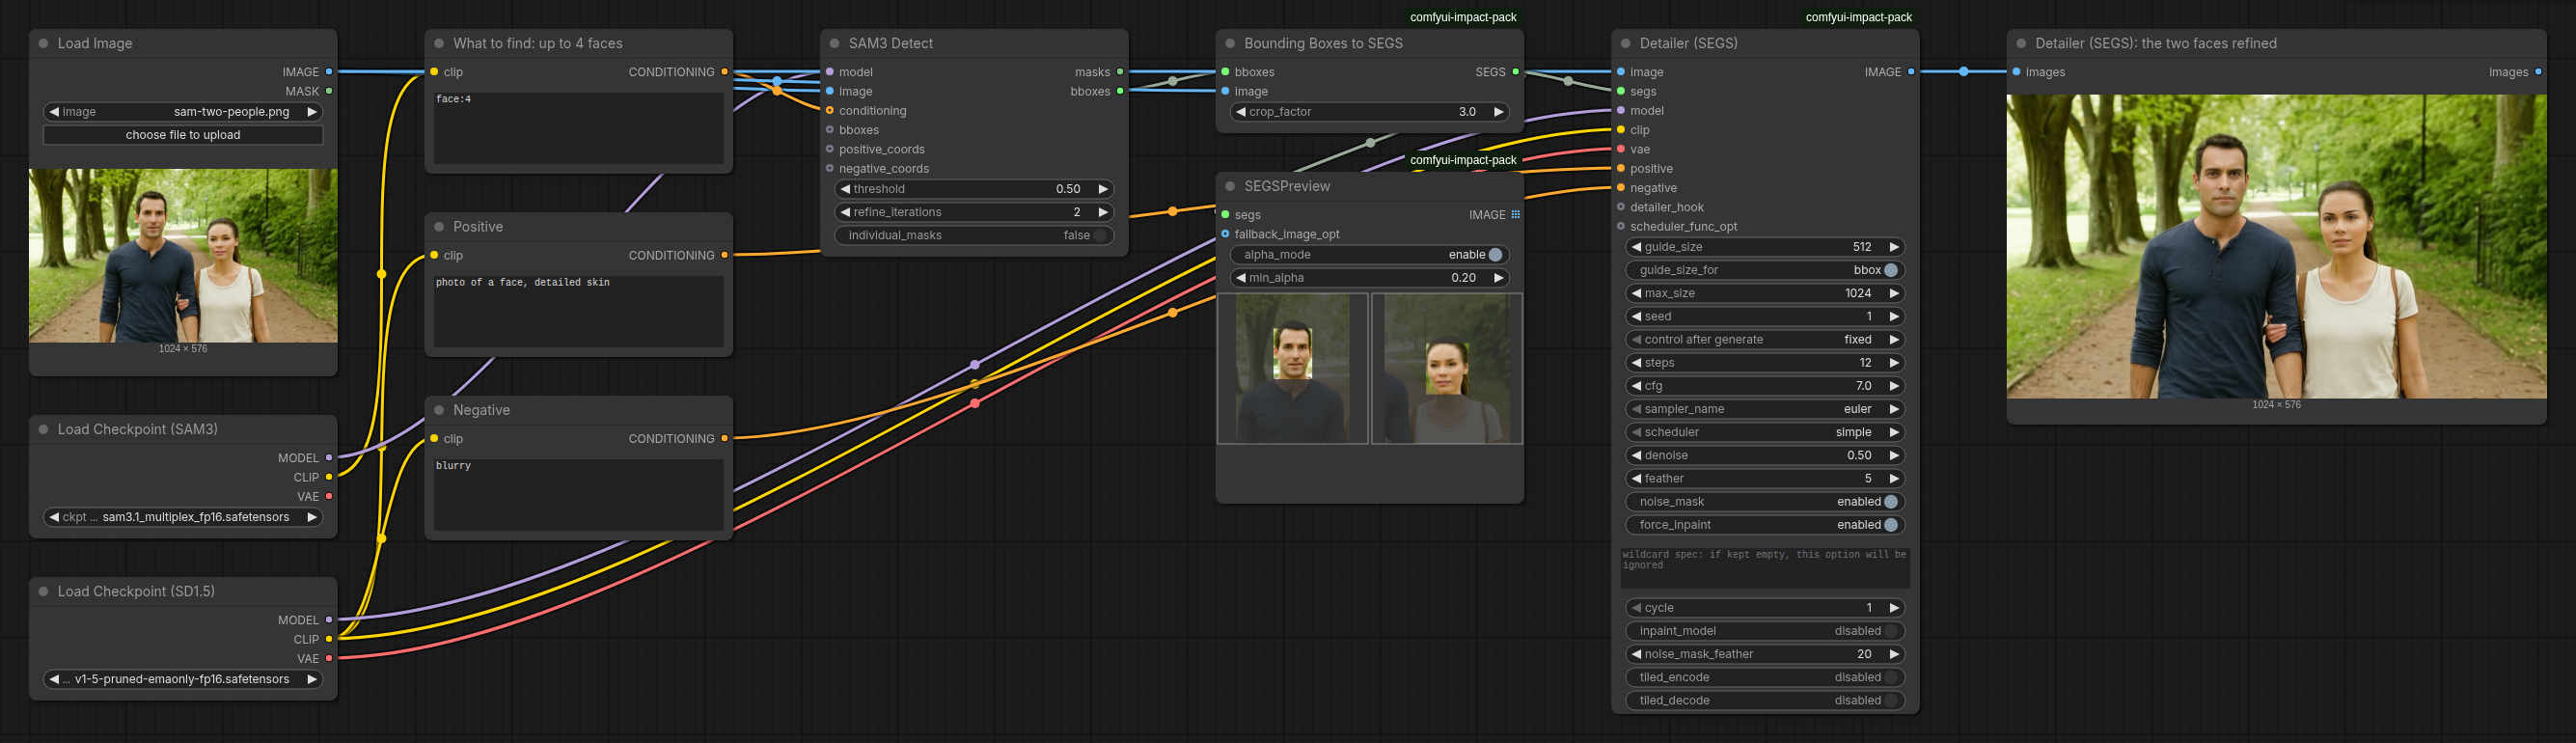 comfyui-impact-pack
comfyui-impact-pack
Load Image
IMAGE
MASK
image sam-two-people.png
choose file to upload
1024 × 576
Load Checkpoint (SAM3)
MODEL
CLIP
VAE
ckpt ... sam3.1_multiplex_fp16.safetensors
Load Checkpoint (SD1.5)
MODEL
CLIP
VAE
... v1-5-pruned-emaonly-fp16.safetensors
What to find: up to 4 faces
clip CONDITIONING
face:4
Positive
clip CONDITIONING
photo of a face, detailed skin
Negative
clip CONDITIONING
blurry
SAM3 Detect
model masks
image bboxes
conditioning
bboxes
positive_coords
negative_coords
threshold 0.50
refine_iterations 2
individual_masks false
Bounding Boxes to SEGS
bboxes SEGS
image
crop_factor 3.0
comfyui-impact-pack
SEGSPreview
segs IMAGE
fallback_image_opt
alpha_mode enable
min_alpha 0.20
Detailer (SEGS)
image IMAGE
segs
model
clip
vae
positive
negative
detailer_hook
scheduler_func_opt
guide_size 512
guide_size_for bbox
max_size 1024
seed 1
control after generate fixed
steps 12
cfg 7.0
sampler_name euler
scheduler simple
denoise 0.50
feather 5
noise_mask enabled
force_inpaint enabled
wildcard spec: if kept empty, this option will be
ignored
cycle 1
inpaint_model disabled
noise_mask_feather 20
tiled_encode disabled
tiled_decode disabled
Detailer (SEGS): the two faces refined
images images
1024 × 576